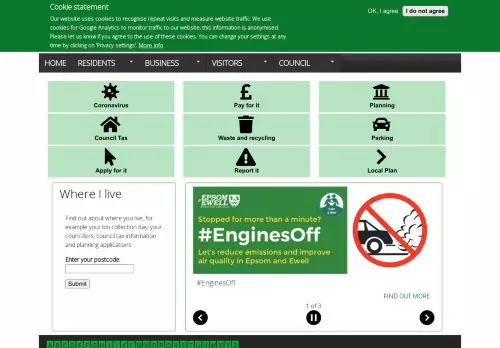 Cookie statement
Our website uses cookies to recognise repeat visits and measure website traffic. We use
cookies for Google Analytics to monitor traffic to our website; this information is anonymised.
Please let us know if you agree to the use of these cookies. You can change your settings at
any time by clicking on 'Privacy settings'. More info
OK, I agree
I do not agree
HOME RESIDENTS BUSINESS VISITORS COUNCIL
Coronavirus
Pay for it
Planning
Council Tax
Waste and recycling
Parking
Apply for it
Report it
Local Plan
Where I live
Find out about where you live, for
example your bin collection day, your
councillors, council tax information
and planning applications.
Enter your postcode:
Submit
EPSOM
EWELL
Stopped for more than a minute?
#EnginesOff
Let's reduce emissions and improve
air quality in Epsom and Ewell
#EnginesOff
FIND OUT MORE
1 of 3
A B C D E F G H I J K L M N O P Q R S T U V W X Y Z